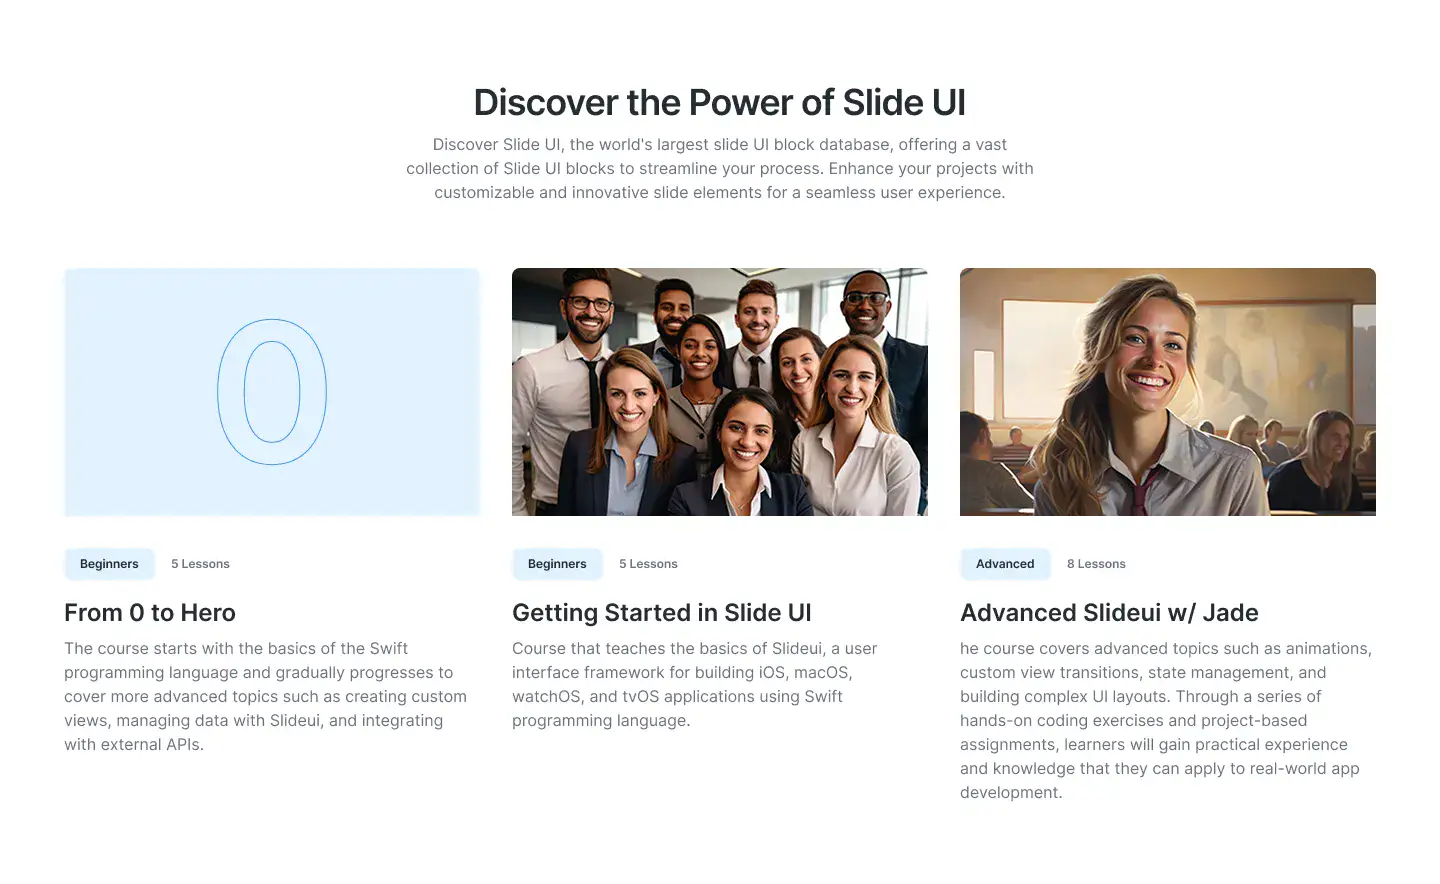 Discover the Power of Slide UI
Discover Slide UI, the world's largest slide UI block database, offering a vast
collection of Slide UI blocks to streamline your process. Enhance your projects with
customizable and innovative slide elements for a seamless user experience.
0
Beginners
5 Lessons
From 0 to Hero
The course starts with the basics of the Swift
programming language and gradually progresses to
cover more advanced topics such as creating custom
views, managing data with Slideui, and integrating
with external APIs.
Beginners
5 Lessons
Getting Started in Slide UI
Course that teaches the basics of Slideui, a user
interface framework for building iOS, macOS,
watchOS, and tvOS applications using Swift
programming language.
Advanced
8 Lessons
Advanced Slideui w/ Jade
he course covers advanced topics such as animations,
custom view transitions, state management, and
building complex UI layouts. Through a series of
hands-on coding exercises and project-based
assignments, learners will gain practical experience
and knowledge that they can apply to real-world app
development.